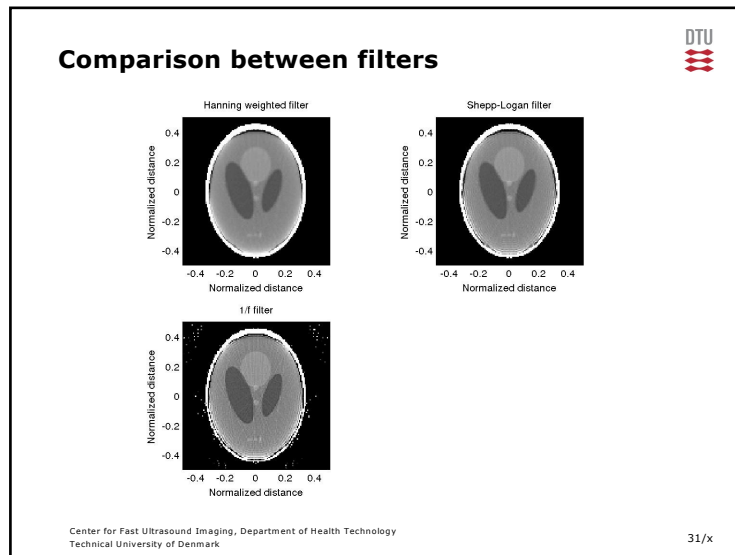 DTU
Comparison between filters
Hanning weighted filter
0.4
0.2
0
-0.2
-0.4
Normalized distance
-0.4 -0.2 0 0.2 0.4
Normalized distance
Shepp-Logan filter
0.4
0.2
0
-0.2
-0.4
Normalized distance
-0.4 -0.2 0 0.2 0.4
Normalized distance
1/f filter
0.4
0.2
0
-0.2
-0.4
Normalized distance
-0.4 -0.2 0 0.2 0.4
Normalized distance
Center for Fast Ultrasound Imaging, Department of Health Technology
Technical University of Denmark
31/x